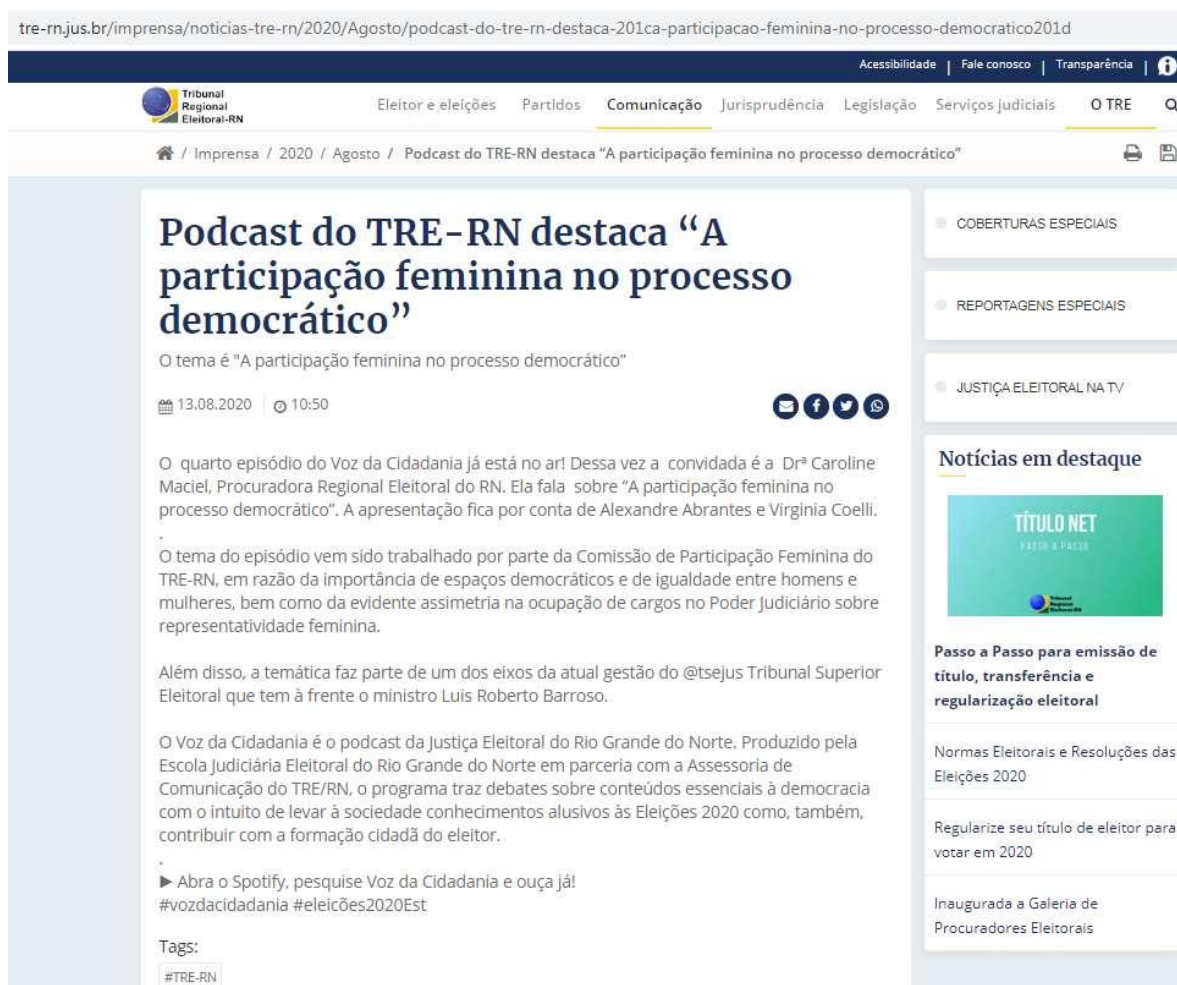 tre-rn.jus.br/imprensa/noticias-tre-rn/2020/Agosto/podcast-do-tre-rn-destaca-201ca-participacao-feminina-no-processo-democratico201d
Acessibilidade | Fale conosco | Transparência |
Tribunal
Regional
Eleitoral-RN
Eleitor e eleições Partidos Comunicação Jurisprudência Legislação Serviços judiciais O TRE
/ Imprensa / 2020 / Agosto / Podcast do TRE-RN destaca “A participação feminina no processo democrático”
Podcast do TRE-RN destaca “A
participação feminina no processo
democrático”
O tema é "A participação feminina no processo democrático"
13.08.2020 10:50
O quarto episódio do Voz da Cidadania já está no ar! Dessa vez a convidada é a Drª Caroline
Maciel, Procuradora Regional Eleitoral do RN. Ela fala sobre “A participação feminina no
processo democrático”. A apresentação fica por conta de Alexandre Abrantes e Virginia Coelli.
.
O tema do episódio vem sido trabalhado por parte da Comissão de Participação Feminina do
TRE-RN, em razão da importância de espaços democráticos e de igualdade entre homens e
mulheres, bem como da evidente assimetria na ocupação de cargos no Poder Judiciário sobre
representatividade feminina.
Além disso, a temática faz parte de um dos eixos da atual gestão do @tsejus Tribunal Superior
Eleitoral que tem à frente o ministro Luis Roberto Barroso.
O Voz da Cidadania é o podcast da Justiça Eleitoral do Rio Grande do Norte. Produzido pela
Escola Judiciária Eleitoral do Rio Grande do Norte em parceria com a Assessoria de
Comunicação do TRE/RN, o programa traz debates sobre conteúdos essenciais à democracia
com o intuito de levar à sociedade conhecimentos alusivos às Eleições 2020 como, também,
contribuir com a formação cidadã do eleitor.
.
► Abra o Spotify, pesquise Voz da Cidadania e ouça já!
#vozdacidadania #eleicões2020Est
Tags:
#TRE-RN
COBERTURAS ESPECIAIS
REPORTAGENS ESPECIAIS
JUSTIÇA ELEITORAL NA TV
Notícias em destaque
TÍTULO NET
PASSO A PASSO
Tribunal
Regional
Eleitoral-RN
Passo a Passo para emissão de
título, transferência e
regularização eleitoral
Normas Eleitorais e Resoluções das
Eleições 2020
Regularize seu título de eleitor para
votar em 2020
Inaugurada a Galeria de
Procuradores Eleitorais